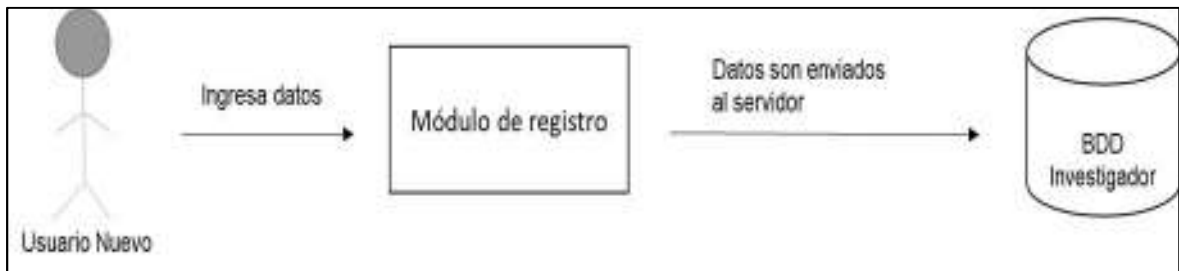 Usuario Nuevo
Ingresa datos
Módulo de registro
Datos son enviados
al servidor
BDD
Investigador